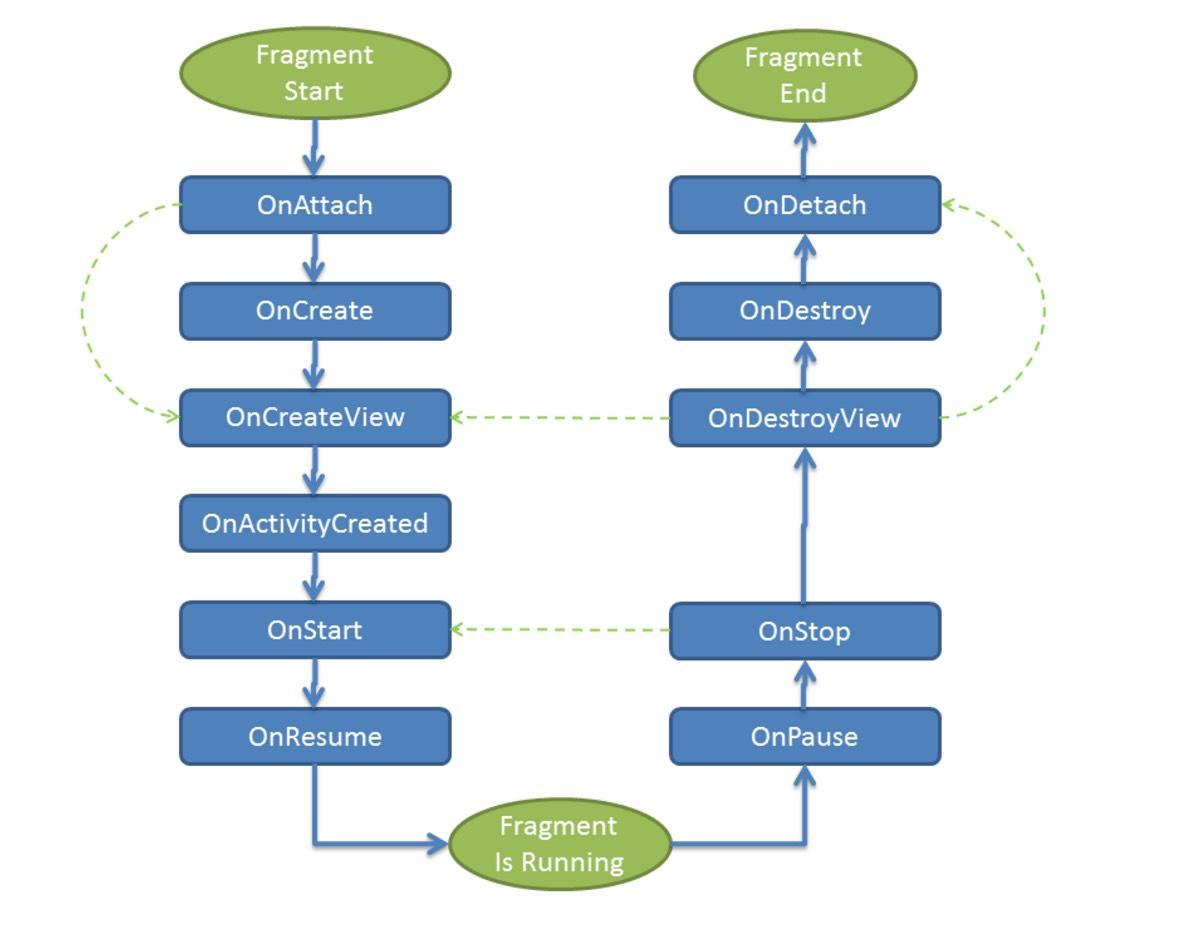 Fragment
Start
OnAttach
OnCreate
OnCreateView
OnActivityCreated
OnStart
OnResume
Fragment
Is Running
OnPause
OnStop
OnDestroyView
OnDestroy
OnDetach
Fragment
End